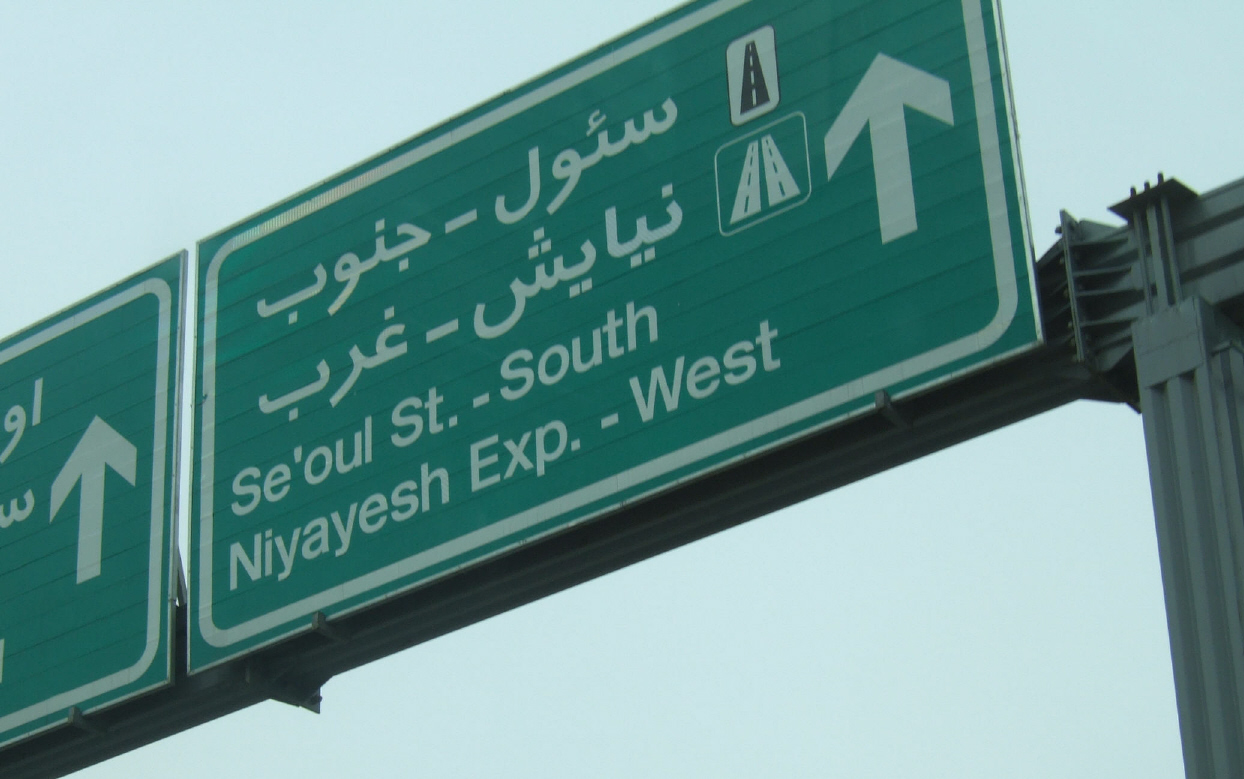 سئول - جنوب
نیایش - غرب
Se'oul St. - South
Niyayesh Exp. - West